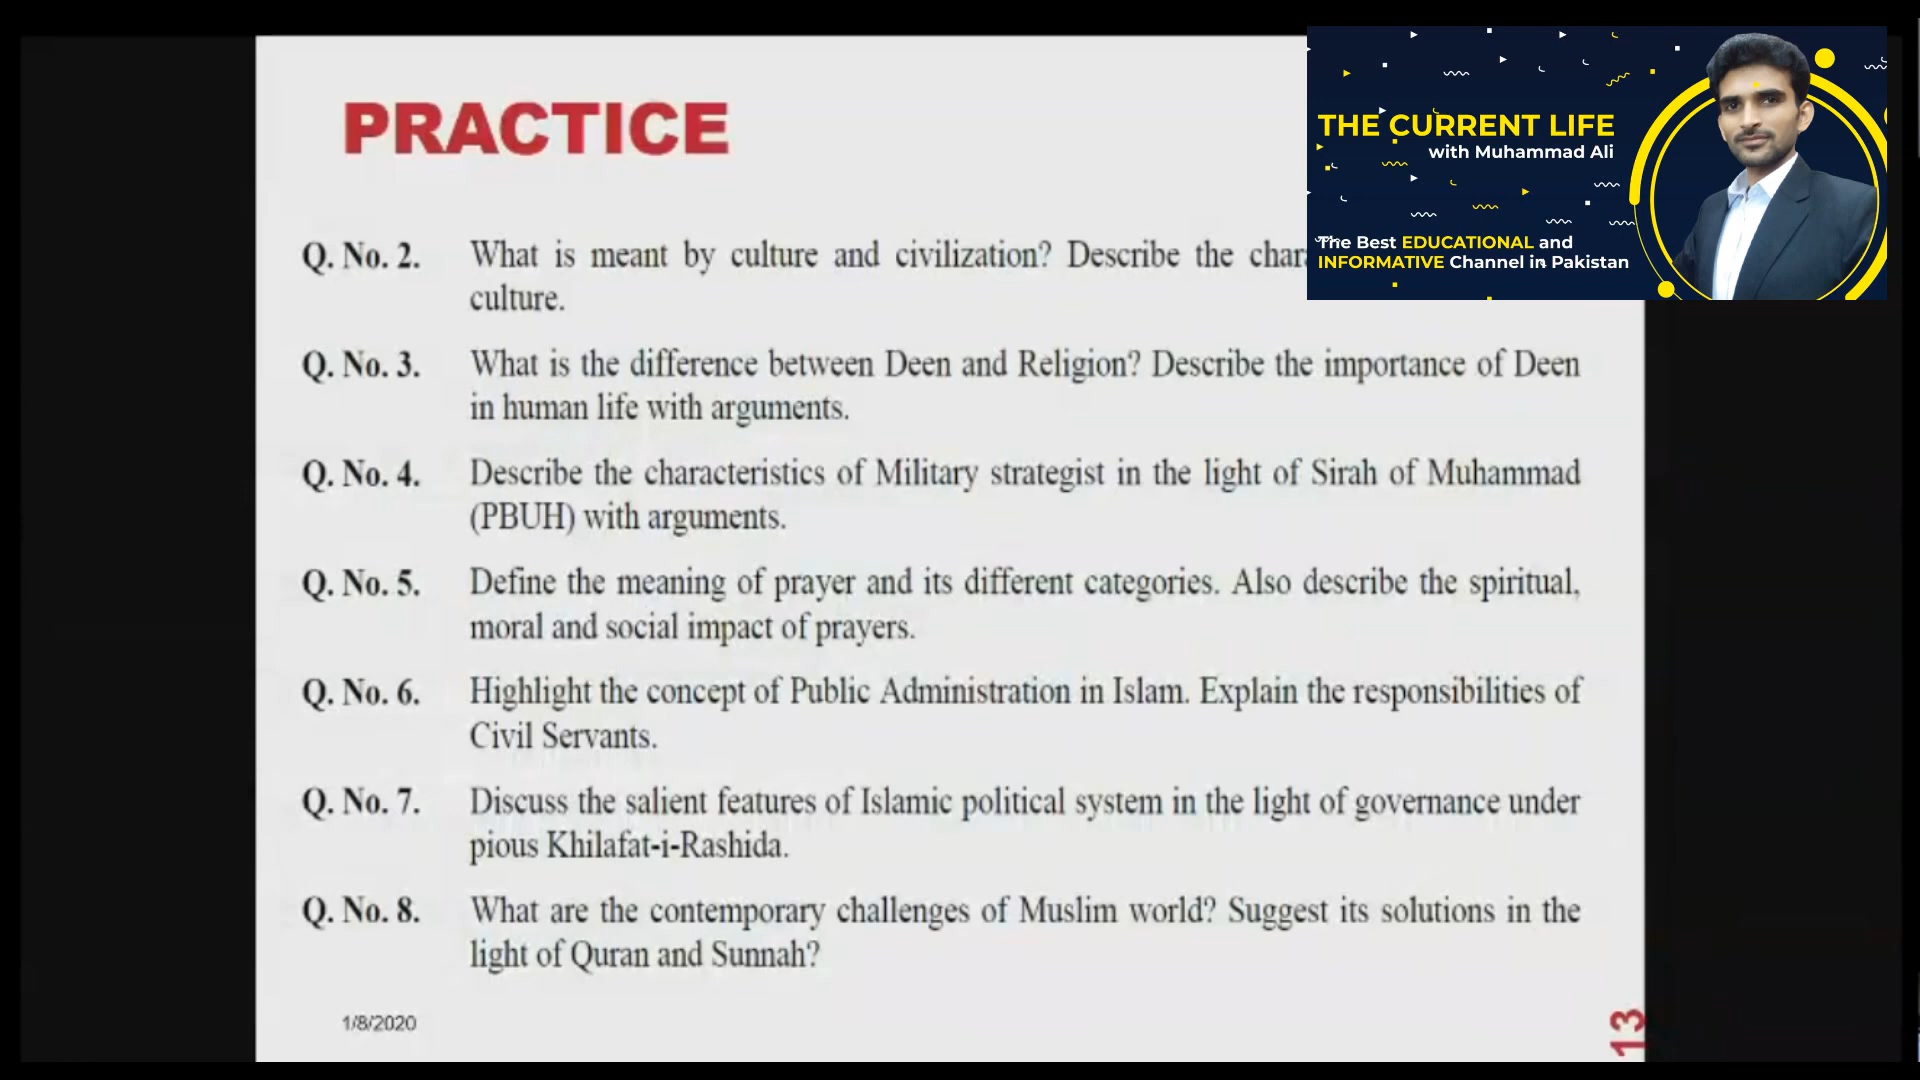 PRACTICE
THE CURRENT LIFE
with Muhammad Ali
The Best EDUCATIONAL and
INFORMATIVE Channel in Pakistan
Q. No. 2. What is meant by culture and civilization? Describe the
culture.
Q. No. 3. What is the difference between Deen and Religion? Describe the importance of Deen
in human life with arguments.
Q. No. 4. Describe the characteristics of Military strategist in the light of Sirah of Muhammad
(PBUH) with arguments.
Q. No. 5. Define the meaning of prayer and its different categories. Also describe the spiritual,
moral and social impact of prayers.
Q. No. 6. Highlight the concept of Public Administration in Islam. Explain the responsibilities of
Civil Servants.
Q. No. 7. Discuss the salient features of Islamic political system in the light of governance under
pious Khilafat-i-Rashida.
Q. No. 8. What are the contemporary challenges of Muslim world? Suggest its solutions in the
light of Quran and Sunnah?
1/8/2020
13